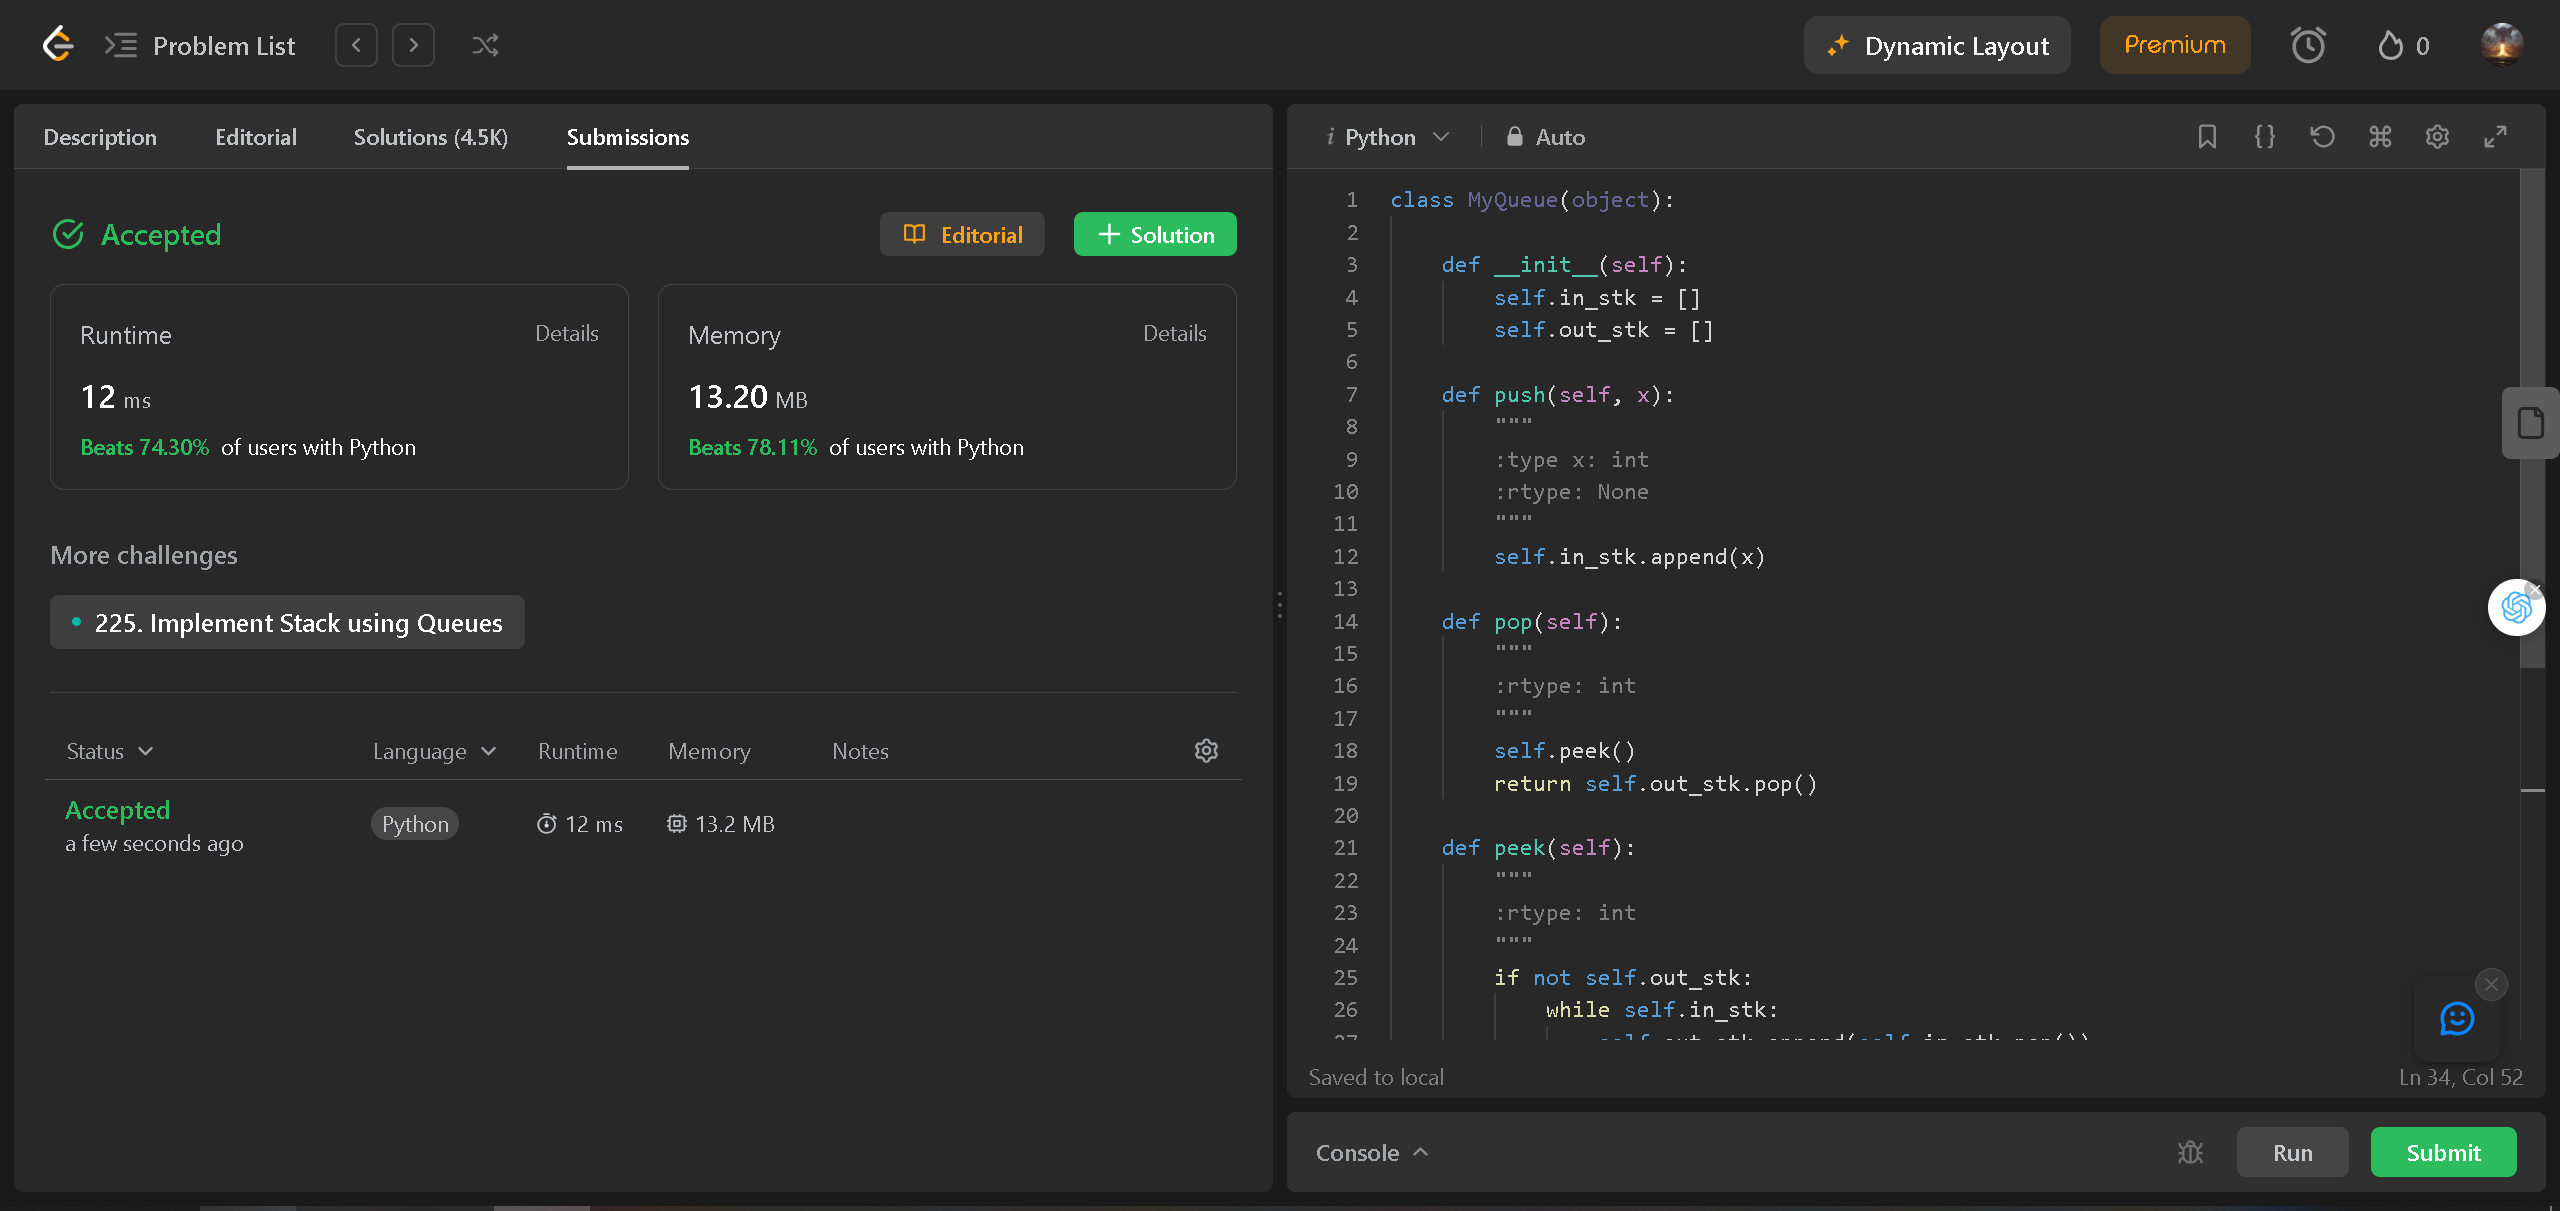 Problem List
Dynamic Layout
Premium
0
Description Editorial Solutions (4.5K) Submissions
Accepted
Editorial
Solution
Runtime Details
12 ms
Beats 74.30% of users with Python
Memory Details
13.20 MB
Beats 78.11% of users with Python
More challenges
225. Implement Stack using Queues
Status Language Runtime Memory Notes
Accepted
a few seconds ago
Python 12 ms 13.2 MB
i Python Auto
1 class MyQueue(object):
2
3 def __init__(self):
4 self.in_stk = []
5 self.out_stk = []
6
7 def push(self, x):
8 """
9 :type x: int
10 :rtype: None
11 """
12 self.in_stk.append(x)
13
14 def pop(self):
15 """
16 :rtype: int
17 """
18 self.peek()
19 return self.out_stk.pop()
20
21 def peek(self):
22 """
23 :rtype: int
24 """
25 if not self.out_stk:
26 while self.in_stk:
27 self.out_stk.append(self.in_stk.pop())
Saved to local
Ln 34, Col 52
Console
Run
Submit